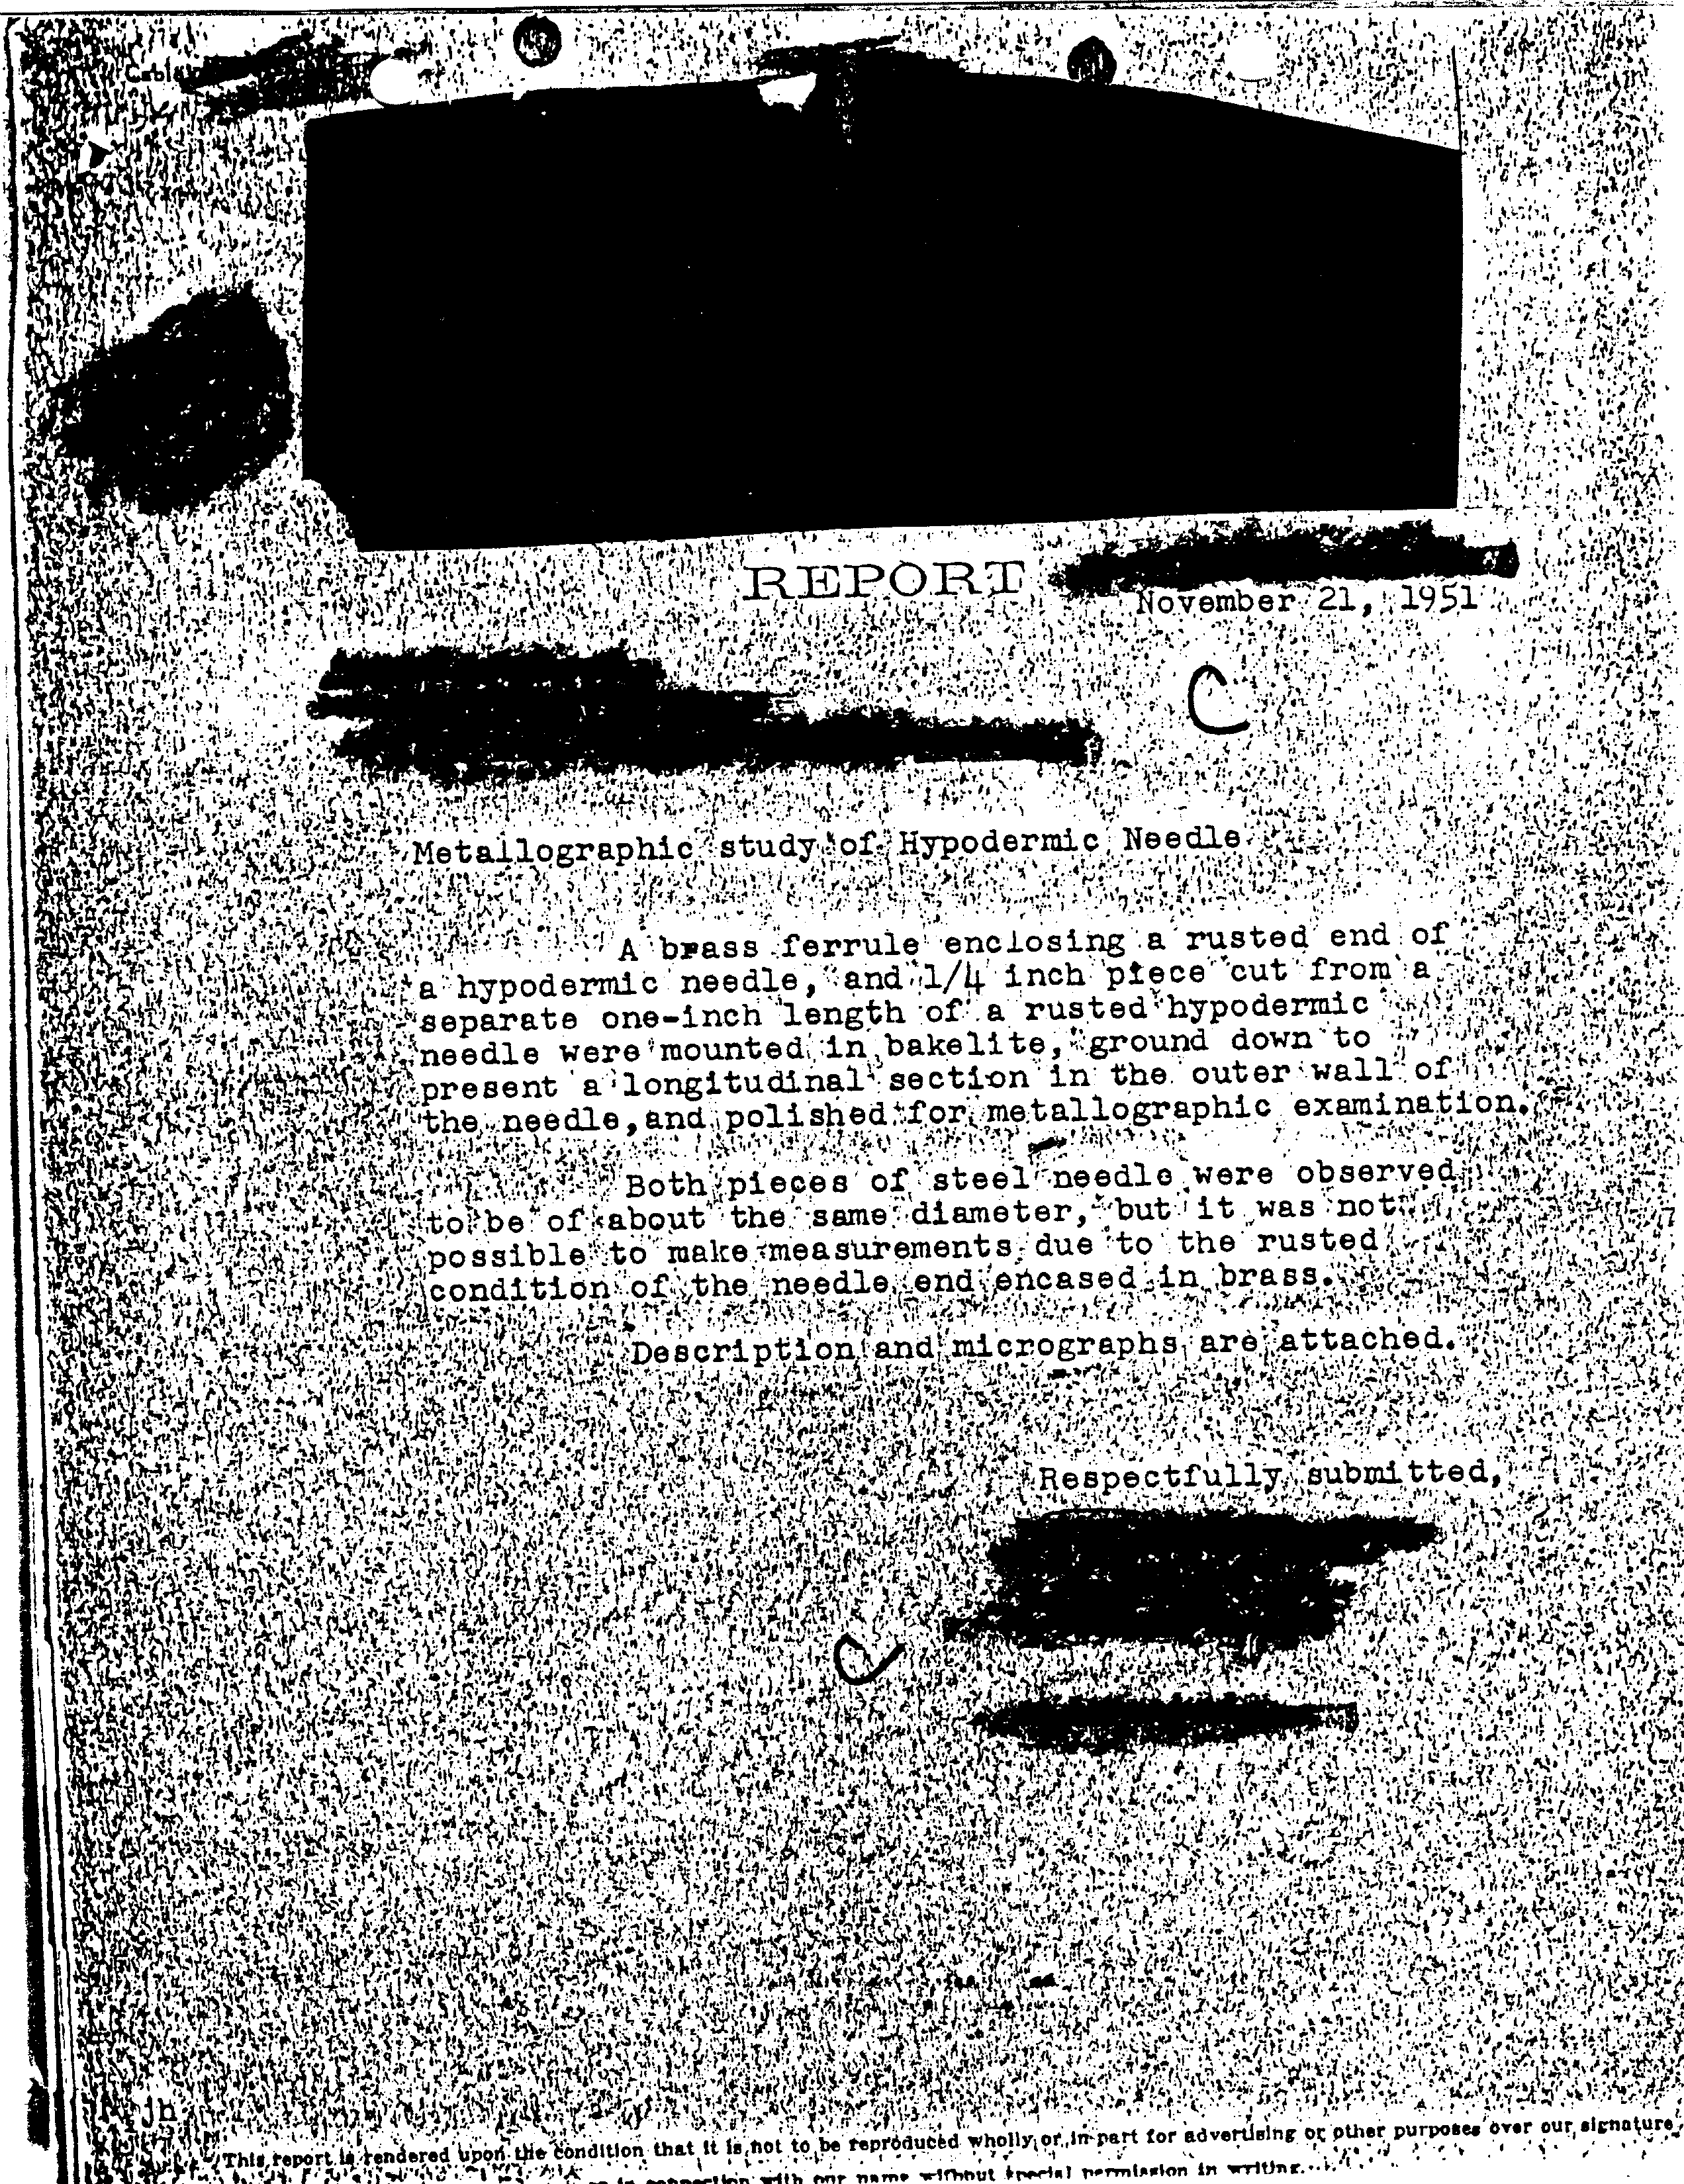 Cable
REPORT
November 21, 1951
C
Metallographic study of Hypodermic Needle
A brass ferrule enclosing a rusted end of
a hypodermic needle, and 1/4 inch piece cut from a
separate one-inch length of a rusted hypodermic
needle were mounted in bakelite, ground down to
present a longitudinal section in the outer wall of
the needle, and polished for metallographic examination.
Both pieces of steel needle were observed
to be of about the same diameter, but it was not
possible to make measurements due to the rusted
condition of the needle end encased in brass.
Description and micrographs are attached.
Respectfully submitted,
jh
This report is rendered upon the condition that it is not to be reproduced wholly or in part for advertising or other purposes over our signature
or in connection with our name without special permission in writing.